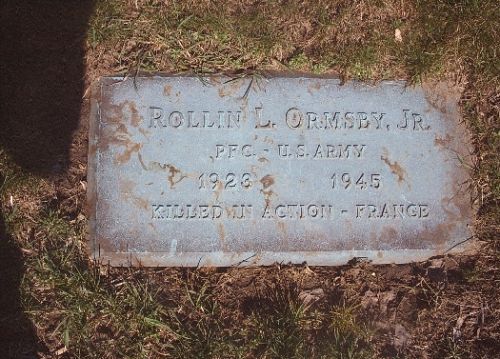 ROLLIN L. ORMSBY, JR.
PFC - U.S. ARMY
1923 1945
KILLED IN ACTION - FRANCE